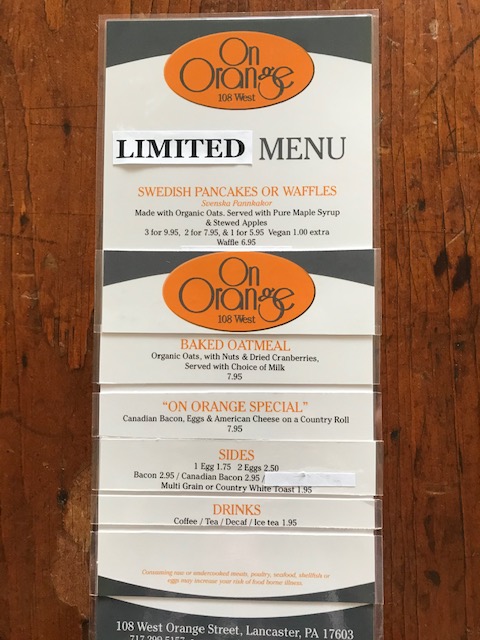 On
Orange
108 West
LIMITED MENU
SWEDISH PANCAKES OR WAFFLES
Svenska Pannkakor
Made with Organic Oats. Served with Pure Maple Syrup
& Stewed Apples
3 for 9.95, 2 for 7.95, & 1 for 5.95 Vegan 1.00 extra
Waffle 6.95
On
Orange
108 West
BAKED OATMEAL
Organic Oats, with Nuts & Dried Cranberries,
Served with Choice of Milk
7.95
"ON ORANGE SPECIAL"
Canadian Bacon, Eggs & American Cheese on a Country Roll
7.95
SIDES
1 Egg 1.75 2 Eggs 2.50
Bacon 2.95 / Canadian Bacon 2.95 /
Multi Grain or Country White Toast 1.95
DRINKS
Coffee / Tea / Decaf / Ice tea 1.95
Consuming raw or undercooked meats, poultry, seafood, shellfish or
eggs may increase your risk of food borne illness.
108 West Orange Street, Lancaster, PA 17603